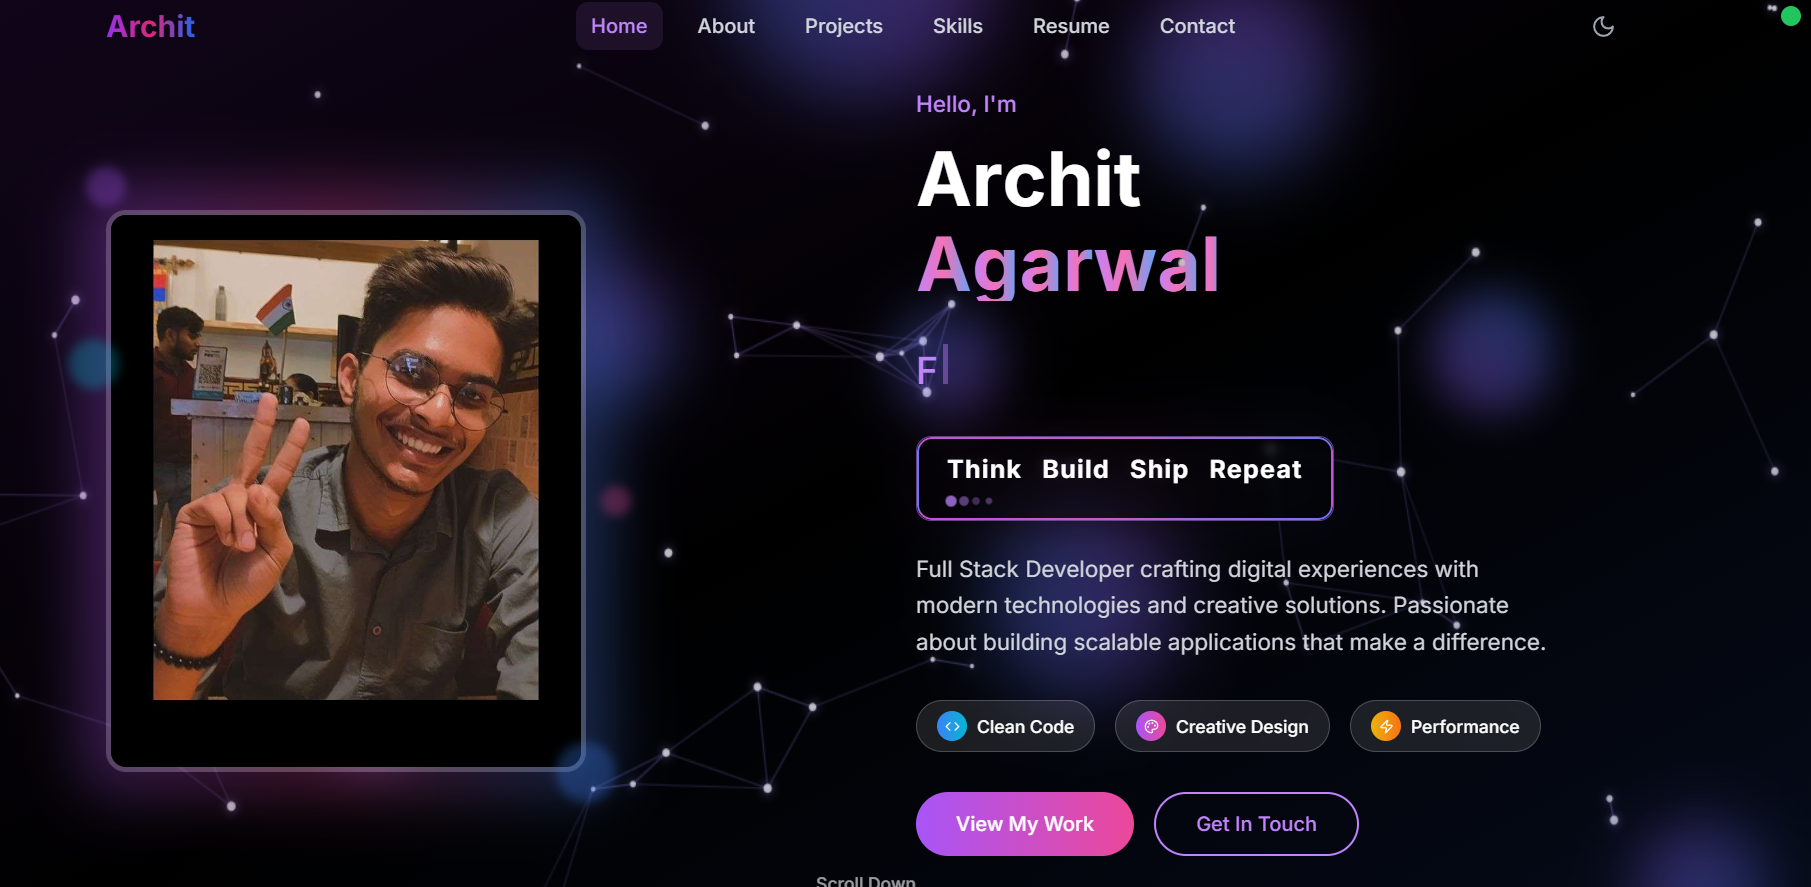 Archit
Home About Projects Skills Resume Contact
Hello, I'm
Archit
Agarwal
F
Think Build Ship Repeat
Full Stack Developer crafting digital experiences with
modern technologies and creative solutions. Passionate
about building scalable applications that make a difference.
Clean Code Creative Design Performance
View My Work Get In Touch
Scroll Down